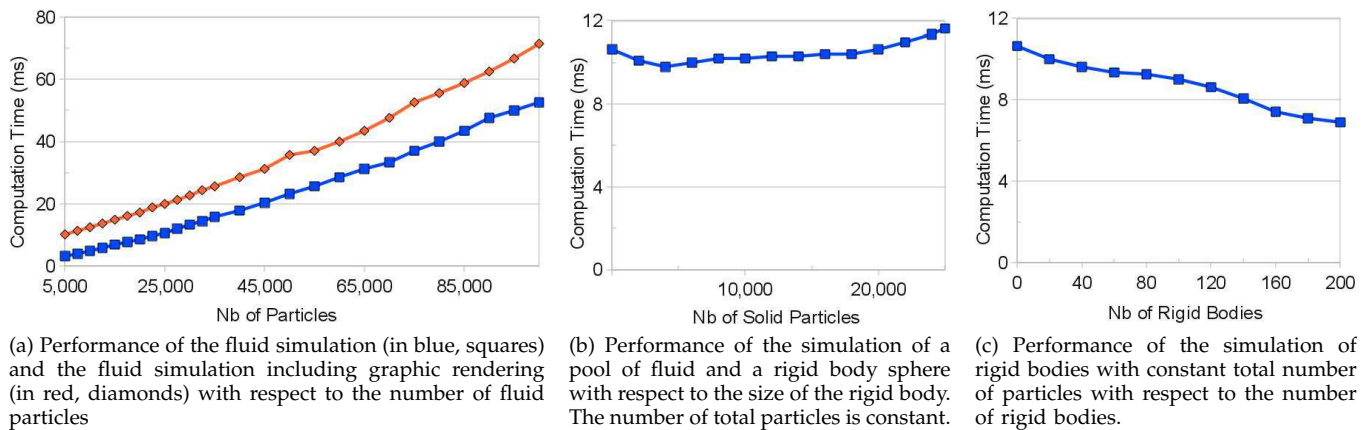 80
60
40
20
0
Computation Time (ms)
5,000 25,000 45,000 65,000 85,000
Nb of Particles
(a) Performance of the fluid simulation (in blue, squares)
and the fluid simulation including graphic rendering
(in red, diamonds) with respect to the number of fluid
particles
12
8
4
0
Computation Time (ms)
10,000 20,000
Nb of Solid Particles
(b) Performance of the simulation of a
pool of fluid and a rigid body sphere
with respect to the size of the rigid body.
The number of total particles is constant.
12
8
4
0
Computation Time (ms)
0 40 80 120 160 200
Nb of Rigid Bodies
(c) Performance of the simulation of
rigid bodies with constant total number
of particles with respect to the number
of rigid bodies.